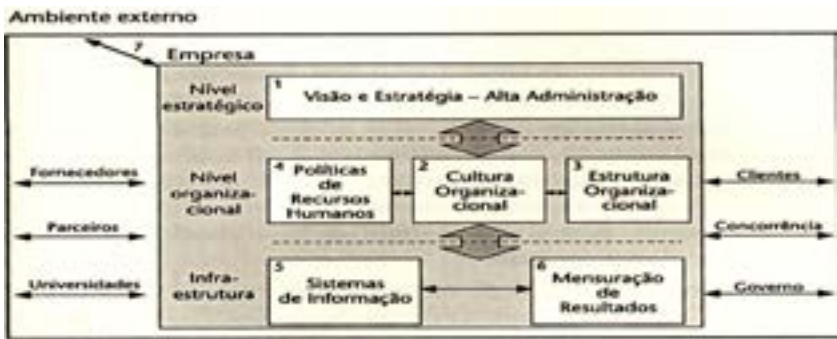 Ambiente externo
7
Empresa
Nível
estratégico
1
Visão e Estratégia – Alta Administração
Fornecedores
Parceiros
Universidades
Nível
organiza-
cional
4
Políticas
de
Recursos
Humanos
2
Cultura
Organiza-
cional
3
Estrutura
Organiza-
cional
Clientes
Concorrência
Governo
Infra-
estrutura
5
Sistemas
de Informação
6
Mensuração
de
Resultados